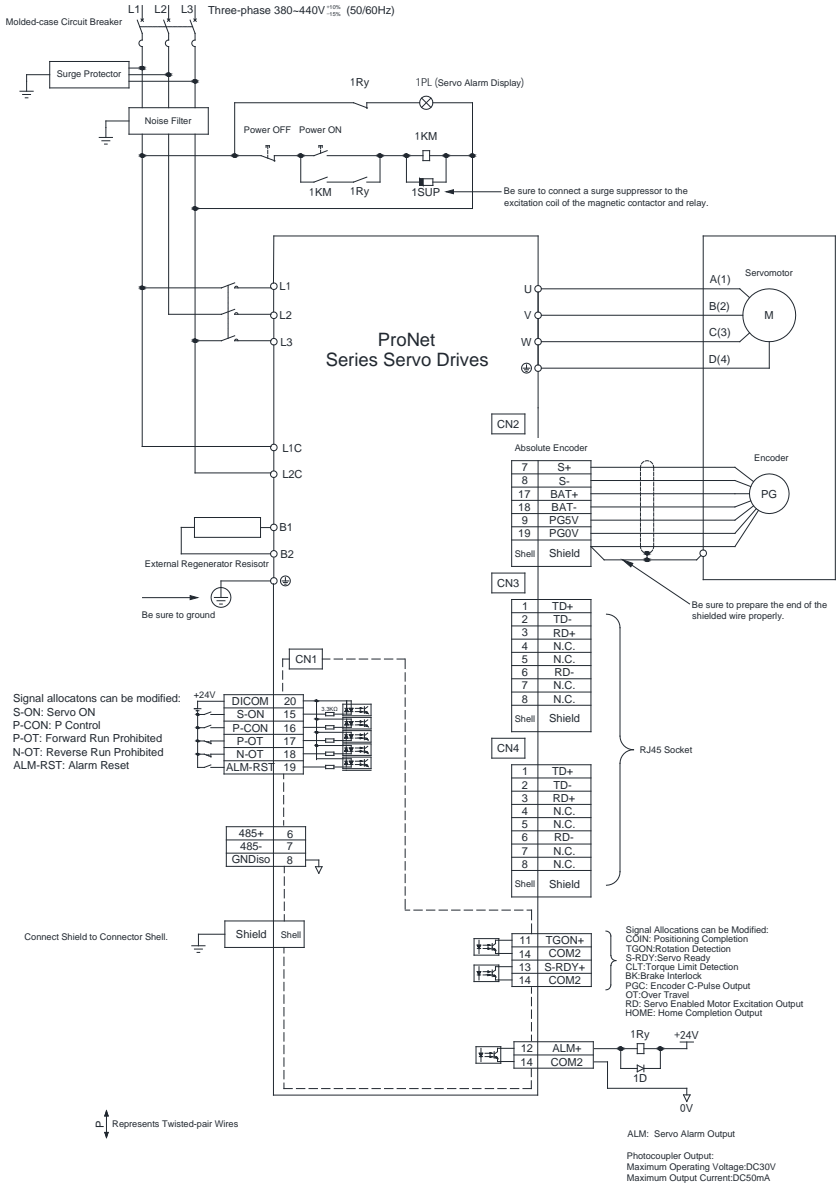 L1 L2 L3 Three-phase 380~440V +10% -15% (50/60Hz)
Molded-case Circuit Breaker
Surge Protector
Noise Filter
1Ry 1PL (Servo Alarm Display)
Power OFF Power ON
1KM
1KM 1Ry 1SUP
Be sure to connect a surge suppressor to the
excitation coil of the magnetic contactor and relay.
L1
L2
L3
L1C
L2C
B1
B2
External Regenerator Resisotr
Be sure to ground
ProNet
Series Servo Drives
U
V
W
A(1)
B(2)
C(3)
D(4)
Servomotor
M
CN2
Absolute Encoder
7 S+
8 S-
17 BAT+
18 BAT-
9 PG5V
19 PG0V
Shell Shield
Encoder
PG
Be sure to prepare the end of the
shielded wire properly.
CN3
1 TD+
2 TD-
3 RD+
4 N.C.
5 N.C.
6 RD-
7 N.C.
8 N.C.
Shell Shield
CN4
1 TD+
2 TD-
3 RD+
4 N.C.
5 N.C.
6 RD-
7 N.C.
8 N.C.
Shell Shield
RJ45 Socket
CN1
Signal allocatons can be modified:
S-ON: Servo ON
P-CON: P Control
P-OT: Forward Run Prohibited
N-OT: Reverse Run Prohibited
ALM-RST: Alarm Reset
+24V
DICOM 20
S-ON 15
P-CON 16
P-OT 17
N-OT 18
ALM-RST 19
3.3KΩ
485+ 6
485- 7
GNDiso 8
Connect Shield to Connector Shell.
Shield Shell
11 TGON+
14 COM2
13 S-RDY+
14 COM2
Signal Allocations can be Modified:
COIN: Positioning Completion
TGON:Rotation Detection
S-RDY:Servo Ready
CLT:Torque Limit Detection
BK:Brake Interlock
PGC: Encoder C-Pulse Output
OT:Over Travel
RD: Servo Enabled Motor Excitation Output
HOME: Home Completion Output
12 ALM+
14 COM2
1Ry +24V
1D
0V
ALM: Servo Alarm Output
Photocoupler Output:
Maximum Operating Voltage:DC30V
Maximum Output Current:DC50mA
P Represents Twisted-pair Wires